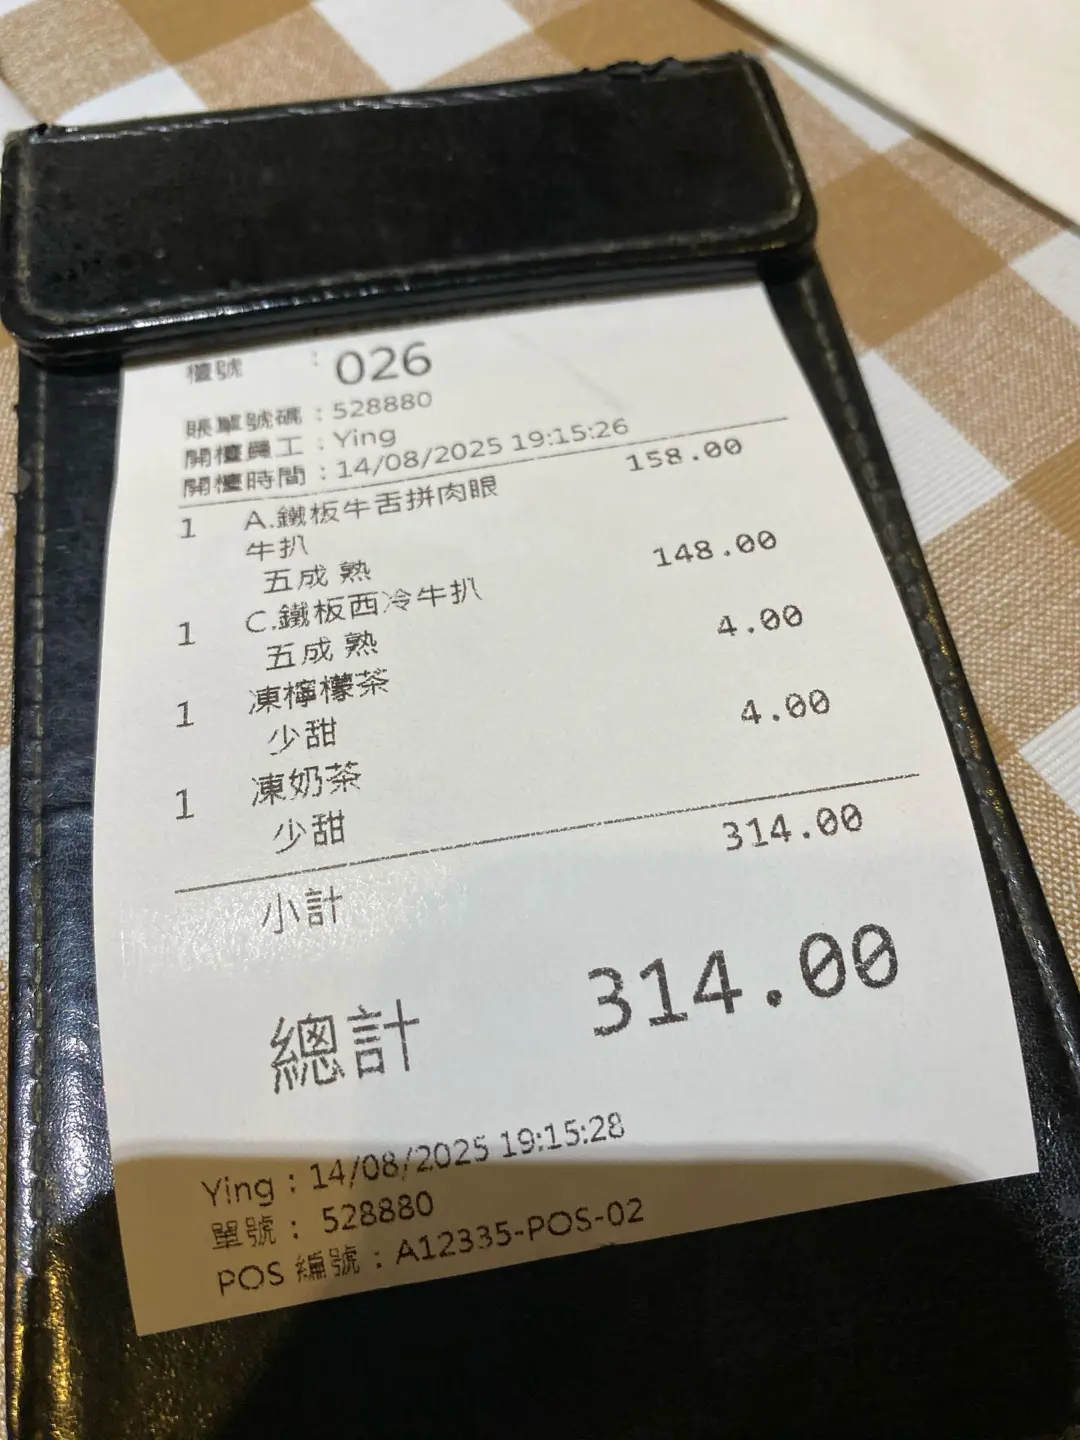 檯號 : 026
賬單號碼 : 528880
開檯員工 : Ying
開檯時間 : 14/08/2025 19:15:26
1 A.鐵板牛舌拼肉眼 158.00
牛扒
五成熟
1 C.鐵板西冷牛扒 148.00
五成熟
1 凍檸檬茶 4.00
少甜
1 凍奶茶 4.00
少甜
小計 314.00
總計 314.00
Ying : 14/08/2025 19:15:28
單號 : 528880
POS 編號 : A12335-POS-02